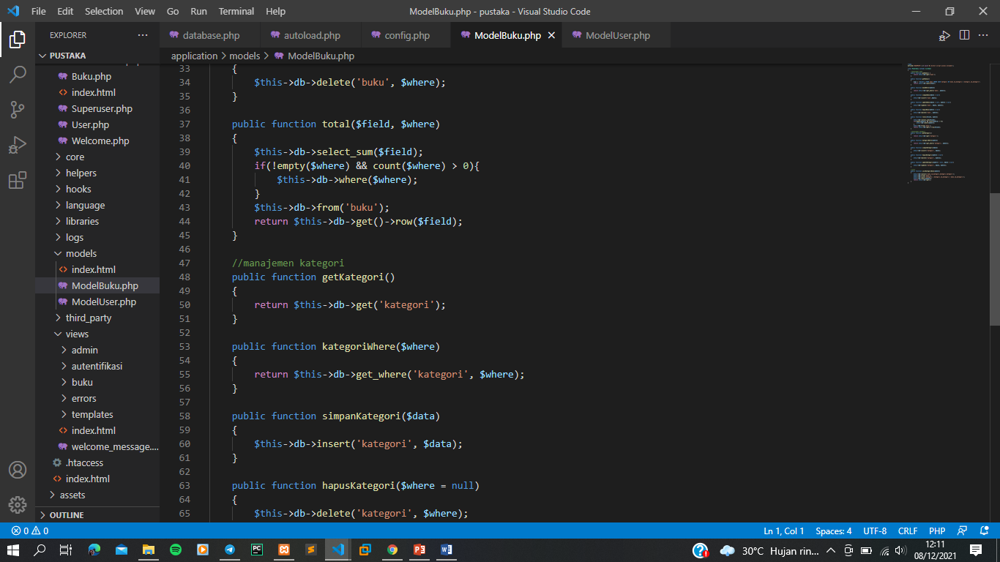 File Edit Selection View Go Run Terminal Help ModelBuku.php - pustaka - Visual Studio Code
EXPLORER
PUSTAKA
Buku.php
index.html
Superuser.php
User.php
Welcome.php
core
helpers
hooks
language
libraries
logs
models
index.html
ModelBuku.php
ModelUser.php
third_party
views
admin
autentifikasi
buku
errors
templates
index.html
welcome_message....
.htaccess
index.html
assets
OUTLINE
database.php autoload.php config.php ModelBuku.php ModelUser.php
application > models > ModelBuku.php
33 {
34 $this->db->delete('buku', $where);
35 }
36
37 public function total($field, $where)
38 {
39 $this->db->select_sum($field);
40 if(!empty($where) && count($where) > 0){
41 $this->db->where($where);
42 }
43 $this->db->from('buku');
44 return $this->db->get()->row($field);
45 }
46
47 //manajemen kategori
48 public function getKategori()
49 {
50 return $this->db->get('kategori');
51 }
52
53 public function kategoriWhere($where)
54 {
55 return $this->db->get_where('kategori', $where);
56 }
57
58 public function simpanKategori($data)
59 {
60 $this->db->insert('kategori', $data);
61 }
62
63 public function hapusKategori($where = null)
64 {
65 $this->db->delete('kategori', $where);
0 0 Ln 1, Col 1 Spaces: 4 UTF-8 CRLF PHP
30°C Hujan rin... 12:11
08/12/2021